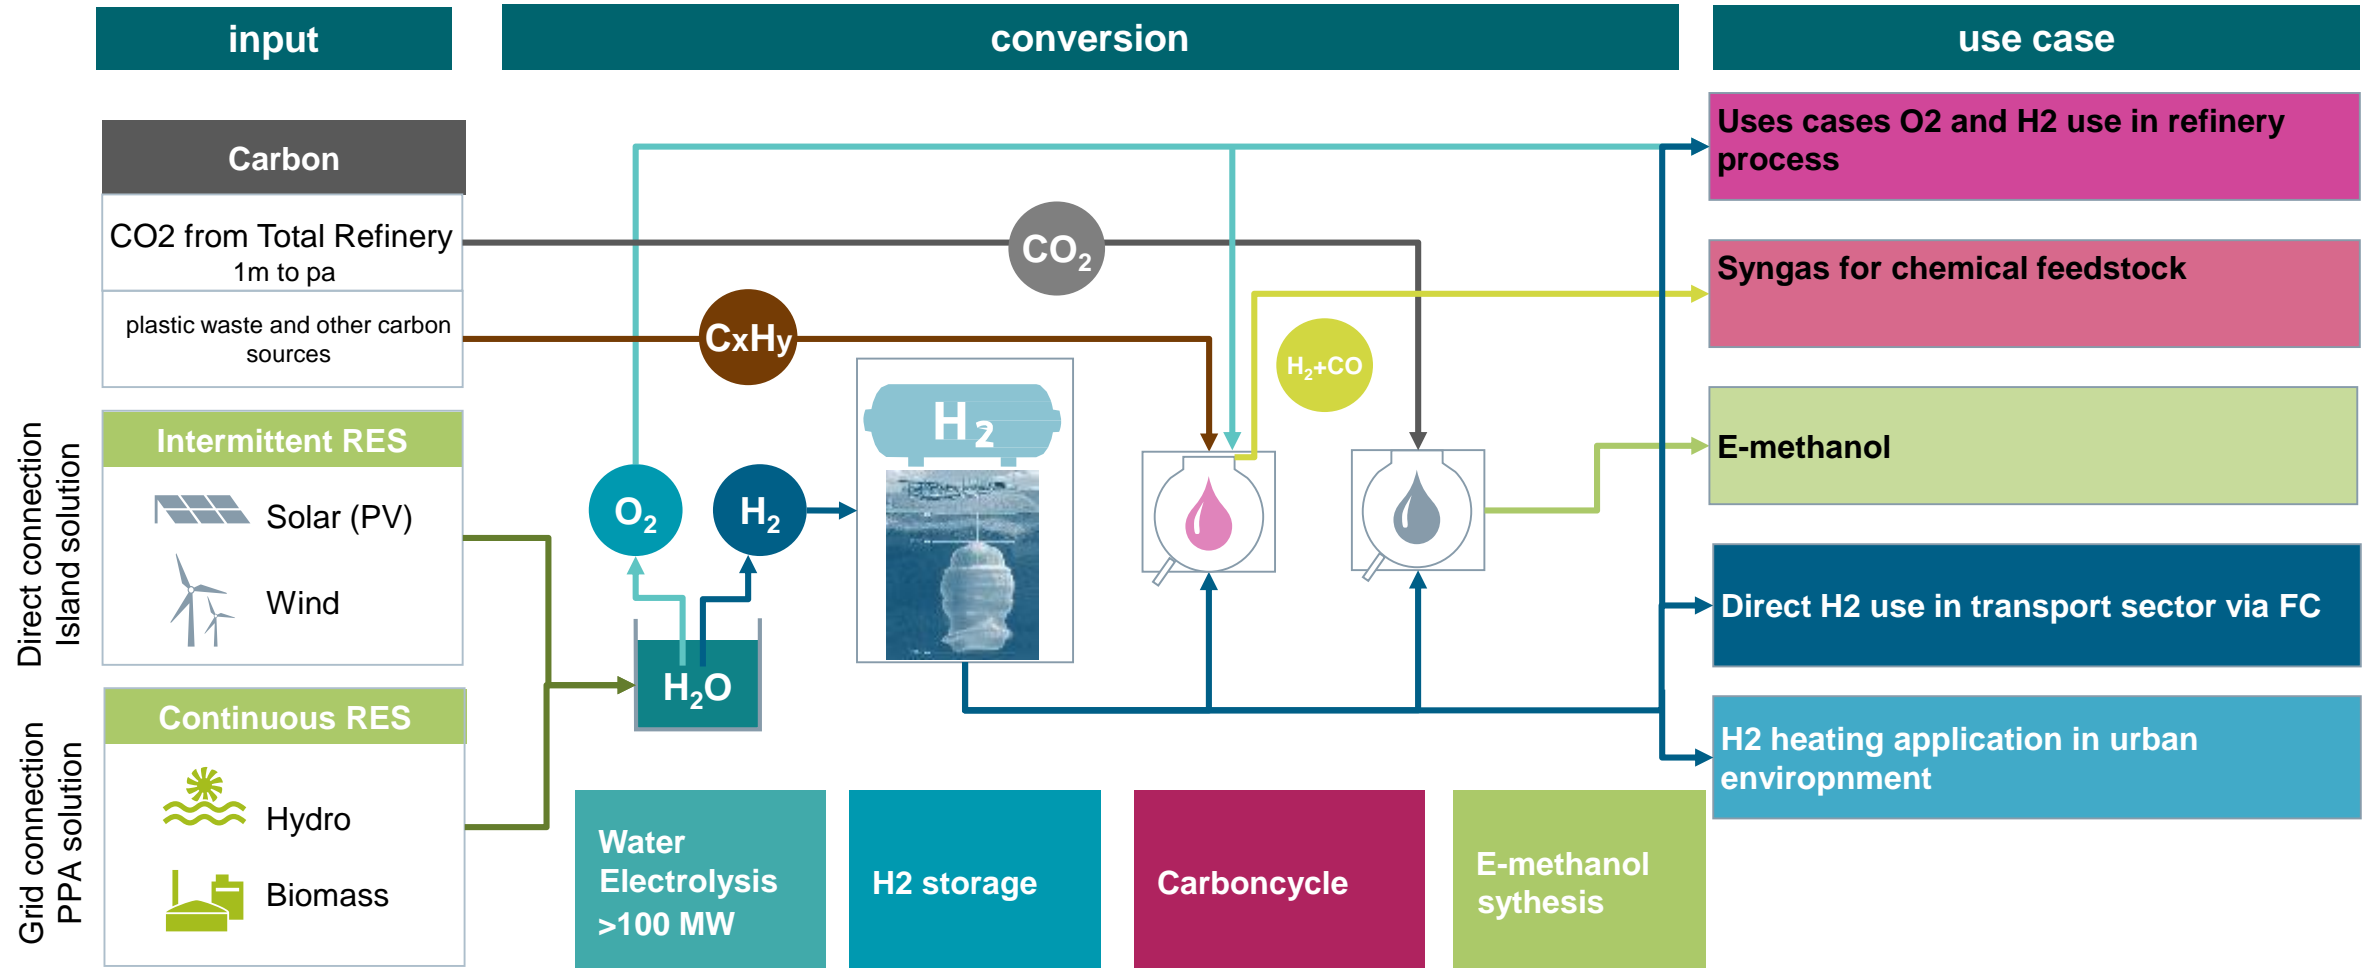 input
conversion
use case
Carbon
CO2 from Total Refinery
1m to pa
plastic waste and other carbon
sources
Direct connection
Island solution
Intermittent RES
Solar (PV)
Wind
Grid connection
PPA solution
Continuous RES
Hydro
Biomass
CO2
CxHy
H2+CO
H2
O2
H2
H2O
Water
Electrolysis
>100 MW
H2 storage
Carboncycle
E-methanol
sythesis
Uses cases O2 and H2 use in refinery
process
Syngas for chemical feedstock
E-methanol
Direct H2 use in transport sector via FC
H2 heating application in urban
enviropnment